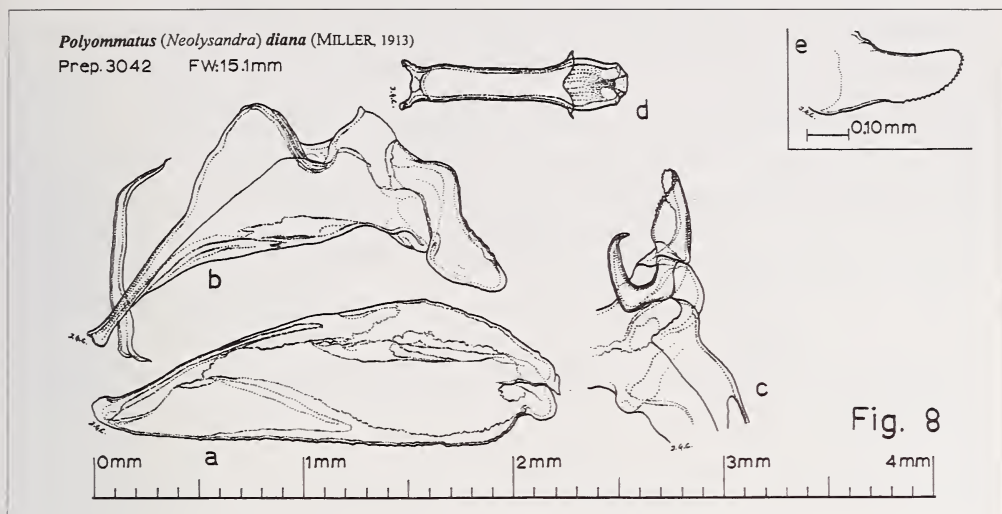 Polyommatus (Neolysandra) diana (MILLER, 1913)
Prep. 3042 FW:15.1mm
e
0.10mm
d
b
c
Fig. 8
a
0mm 1mm 2mm 3mm 4mm